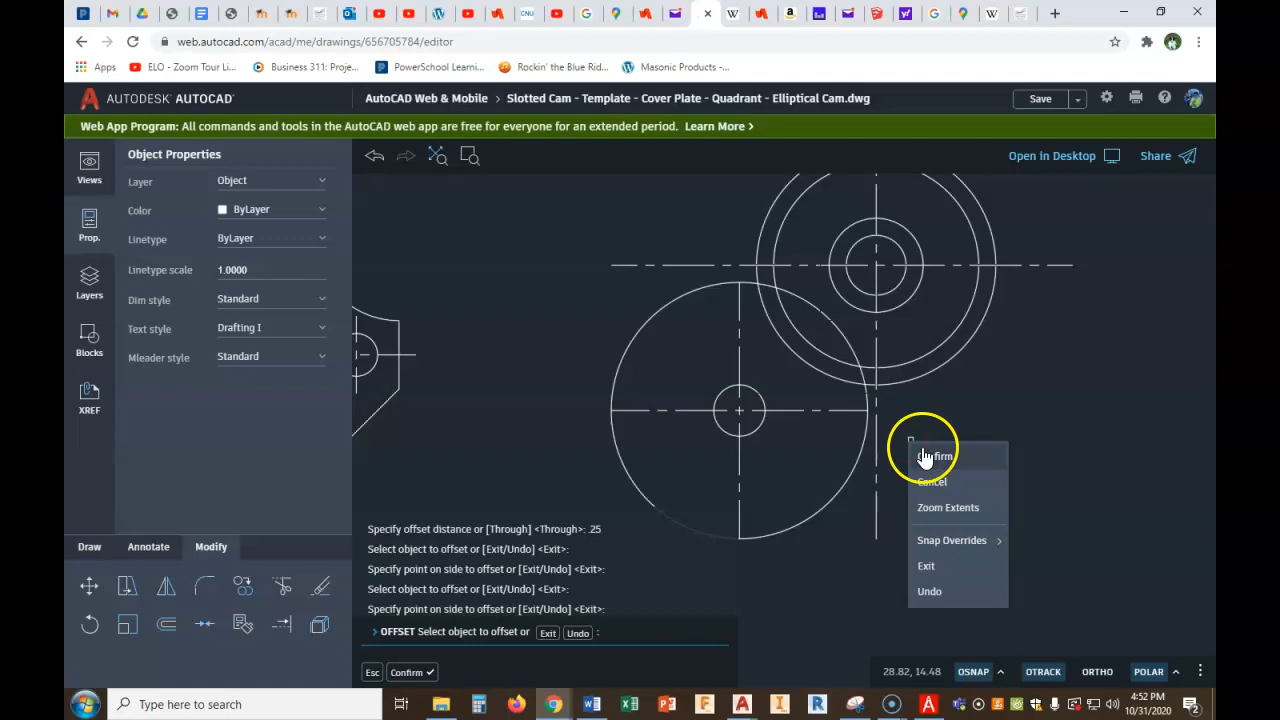 web.autocad.com/acad/me/drawings/656705784/editor
Apps
ELO - Zoom Tour Li...
Business 311: Proje...
PowerSchool Learni...
Rockin' the Blue Rid...
Masonic Products -...
AUTODESK® AUTOCAD®
AutoCAD Web & Mobile > Slotted Cam - Template - Cover Plate - Quadrant - Elliptical Cam.dwg
Save
Web App Program: All commands and tools in the AutoCAD web app are free for everyone for an extended period. Learn More >
Views
Prop.
Layers
Blocks
XREF
Object Properties
Layer Object
Color ByLayer
Linetype ByLayer
Linetype scale 1.0000
Dim style Standard
Text style Drafting I
Mleader style Standard
Open in Desktop
Share
Cancel
Zoom Extents
Snap Overrides >
Exit
Undo
Draw
Annotate
Modify
Specify offset distance or [Through] <Through>: .25
Select object to offset or [Exit/Undo] <Exit>:
Specify point on side to offset or [Exit/Undo] <Exit>:
Select object to offset or [Exit/Undo] <Exit>:
Specify point on side to offset or [Exit/Undo] <Exit>:
> OFFSET Select object to offset or Exit Undo :
Esc
Confirm
28.82, 14.48
OSNAP
OTRACK
ORTHO
POLAR
Type here to search
4:52 PM
10/31/2020